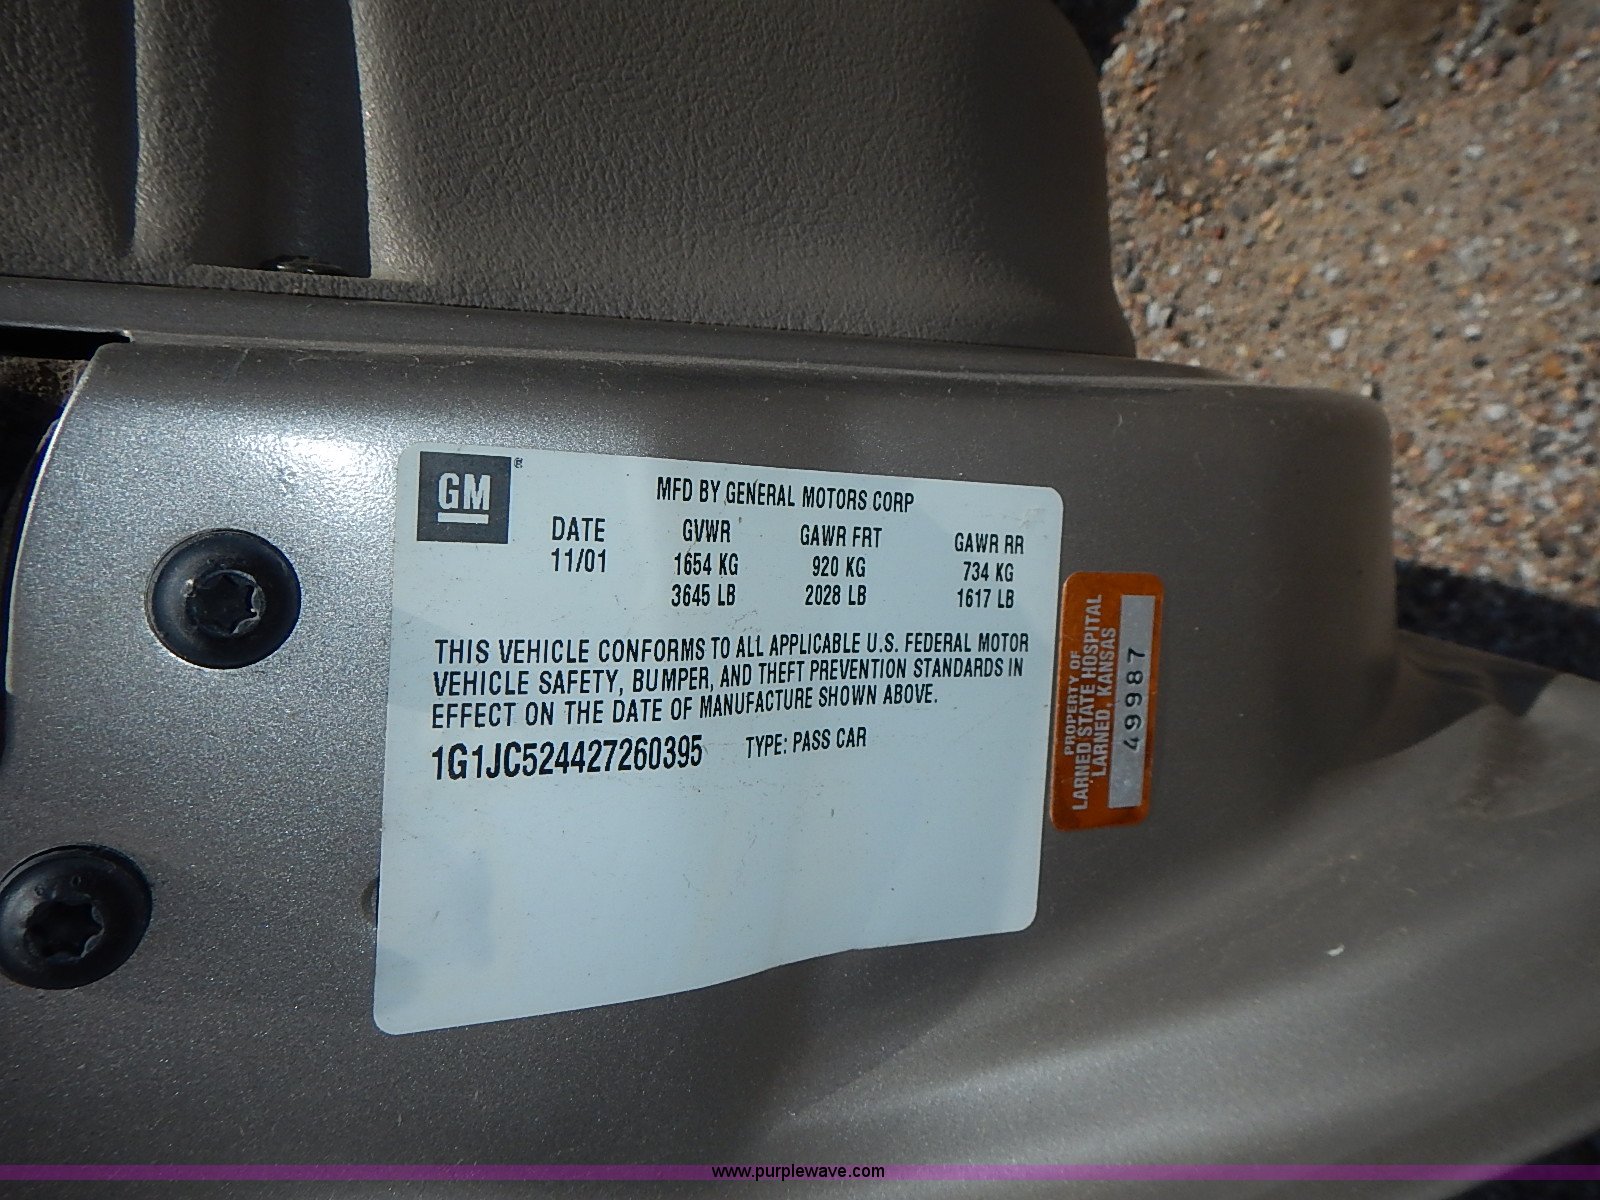 GM®
MFD BY GENERAL MOTORS CORP
DATE GVWR GAWR FRT GAWR RR
11/01 1654 KG 920 KG 734 KG
3645 LB 2028 LB 1617 LB
THIS VEHICLE CONFORMS TO ALL APPLICABLE U.S. FEDERAL MOTOR
VEHICLE SAFETY, BUMPER, AND THEFT PREVENTION STANDARDS IN
EFFECT ON THE DATE OF MANUFACTURE SHOWN ABOVE.
1G1JC524427260395 TYPE: PASS CAR
PROPERTY OF
LARNED STATE HOSPITAL
LARNED, KANSAS
49987
www.purplewave.com